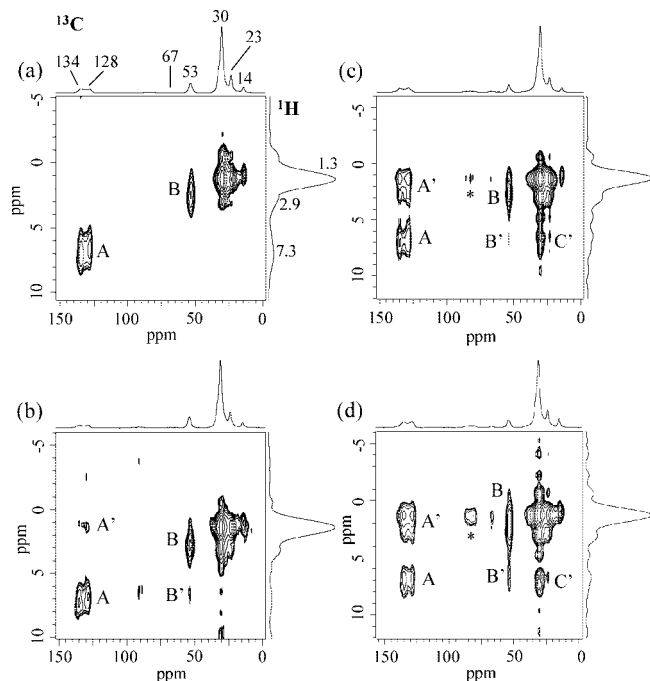 ¹³C
30
134 128 67 53 23 14
(a)
¹H
-5
0
5
10
ppm
1.3
2.9
7.3
B
A
150 100 50 0
ppm
(c)
-5
0
5
10
ppm
A' * B
A B' C'
150 100 50 0
ppm
(b)
-5
0
5
10
ppm
A' B
A B'
150 100 50 0
ppm
(d)
-5
0
5
10
ppm
B
A' *
A B' C'
150 100 50 0
ppm